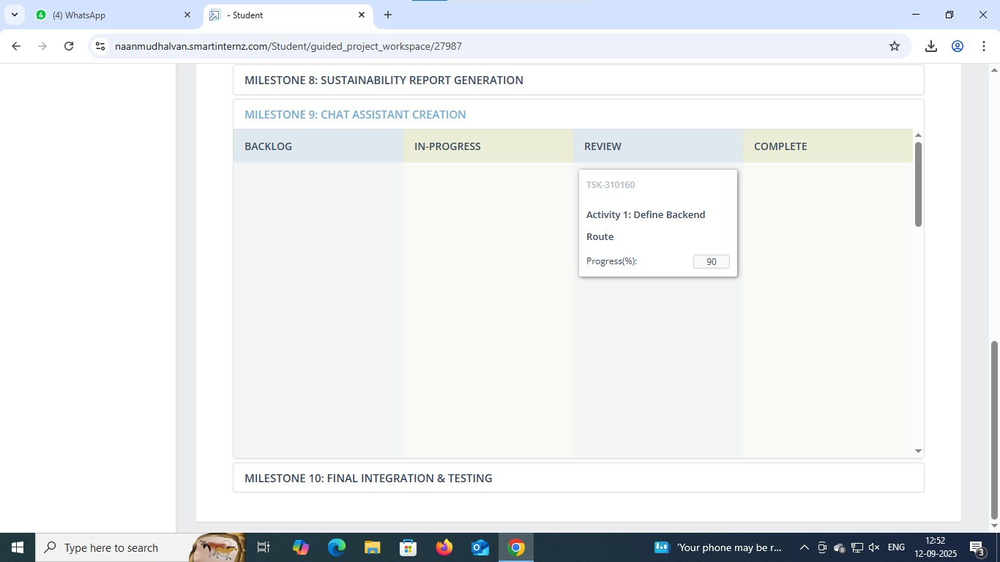 4
(4) WhatsApp
- Student
naanmudhalvan.smartinternz.com/Student/guided_project_workspace/27987
MILESTONE 8: SUSTAINABILITY REPORT GENERATION
MILESTONE 9: CHAT ASSISTANT CREATION
BACKLOG
IN-PROGRESS
REVIEW
COMPLETE
TSK-310160
Activity 1: Define Backend
Route
Progress(%):
90
MILESTONE 10: FINAL INTEGRATION & TESTING
Type here to search
'Your phone may be r...
ENG
12:52
12-09-2025
3